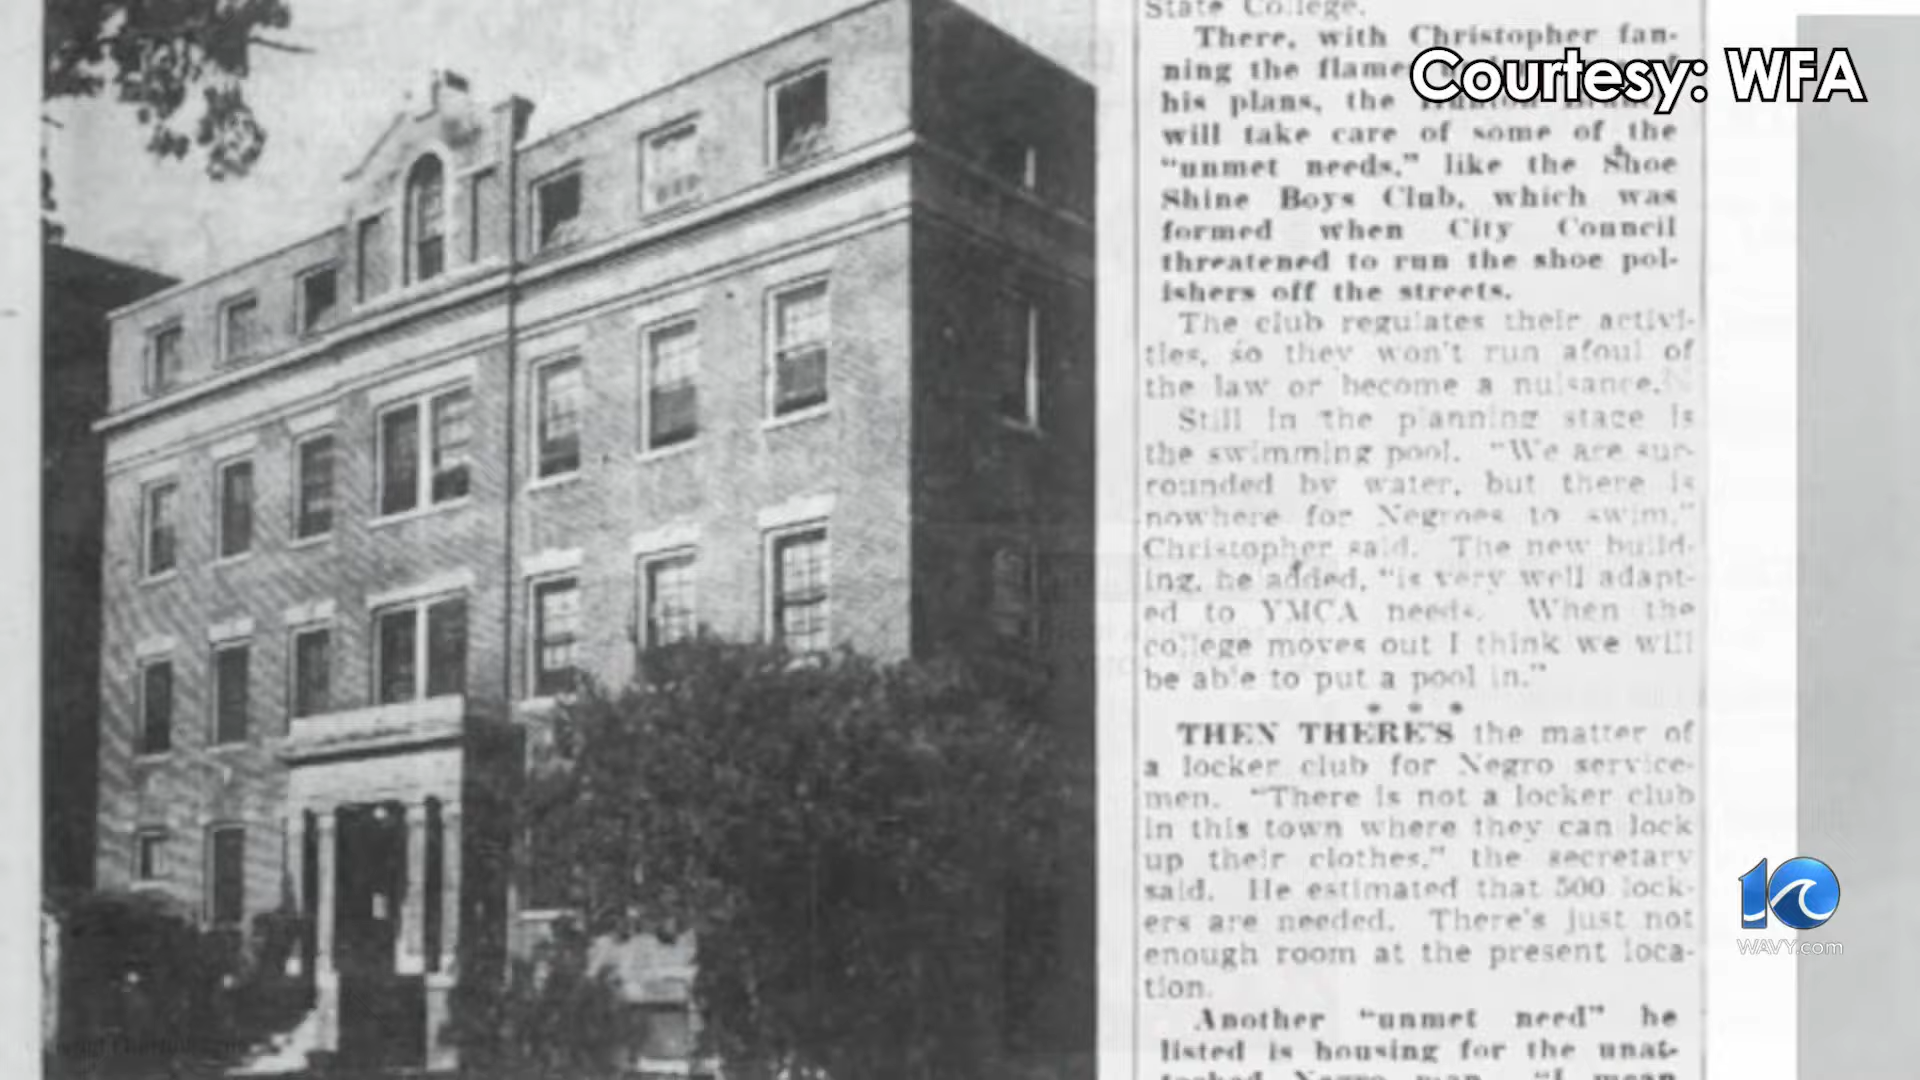 State College.
There, with Christopher fan-
ning the flame
his plans, the Hunton Branch
will take care of some of the
"unmet needs," like the Shoe
Shine Boys Club, which was
formed when City Council
threatened to run the shoe pol-
ishers off the streets.
The club regulates their activi-
ties, so they won't run afoul of
the law or become a nuisance.
Still in the planning stage is
the swimming pool. "We are sur-
rounded by water, but there is
nowhere for Negroes to swim,"
Christopher said. The new build-
ing, he added, "is very well adapt-
ed to YMCA needs. When the
college moves out I think we will
be able to put a pool in."
* * *
THEN THERE'S the matter of
a locker club for Negro service-
men. "There is not a locker club
in this town where they can lock
up their clothes," the secretary
said. He estimated that 500 lock-
ers are needed. There's just not
enough room at the present loca-
tion.
Another "unmet need" he
listed is housing for the unat-
tached Negro man. "I mean
Courtesy: WFA
10
WAVY.com